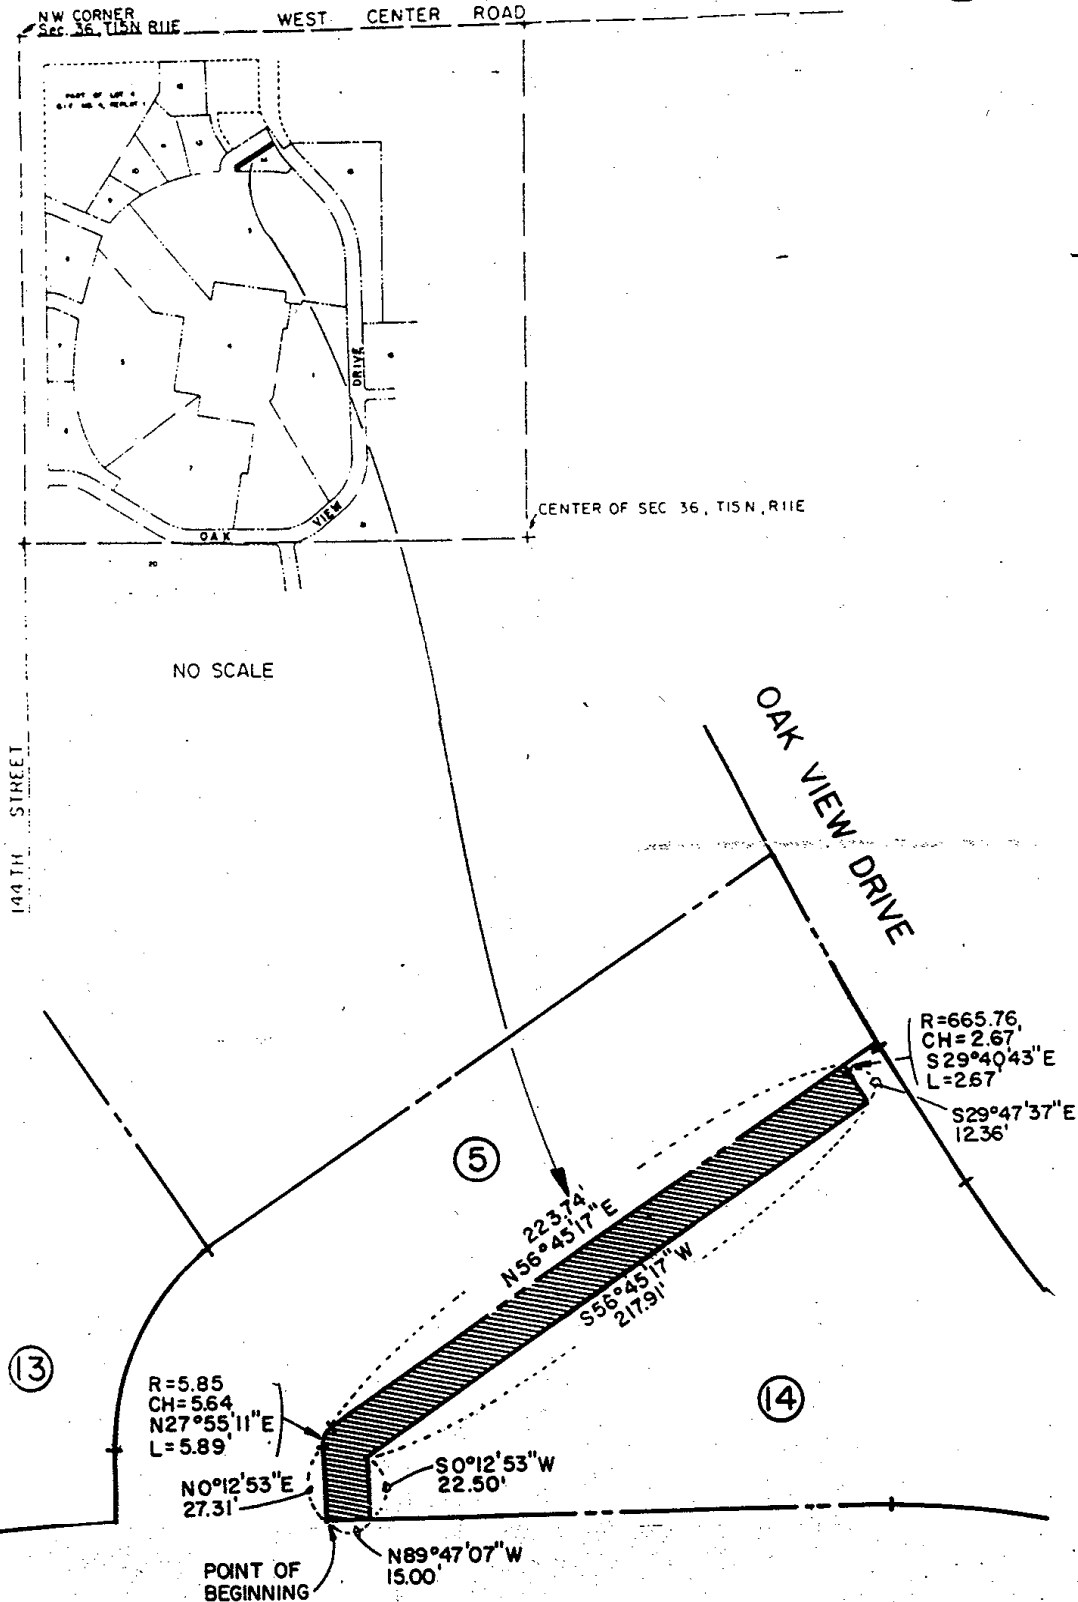 NW CORNER
Sec. 36, T15N R11E
WEST CENTER ROAD
PART OF LOT
DRIVE
VIEW
OAK
20
CENTER OF SEC 36, T15N, R11E
NO SCALE
144TH STREET
OAK VIEW DRIVE
R=665.76
CH=2.67'
S29°40'43"E
L=2.67'
S29°47'37"E
12.36'
5
223.74'
N56°45'17"E
S56°45'17"W
217.91'
13
14
R=5.85
CH=5.64
N27°55'11"E
L=5.89'
N0°12'53"E
27.31'
S0°12'53"W
22.50'
N89°47'07"W
15.00'
POINT OF
BEGINNING